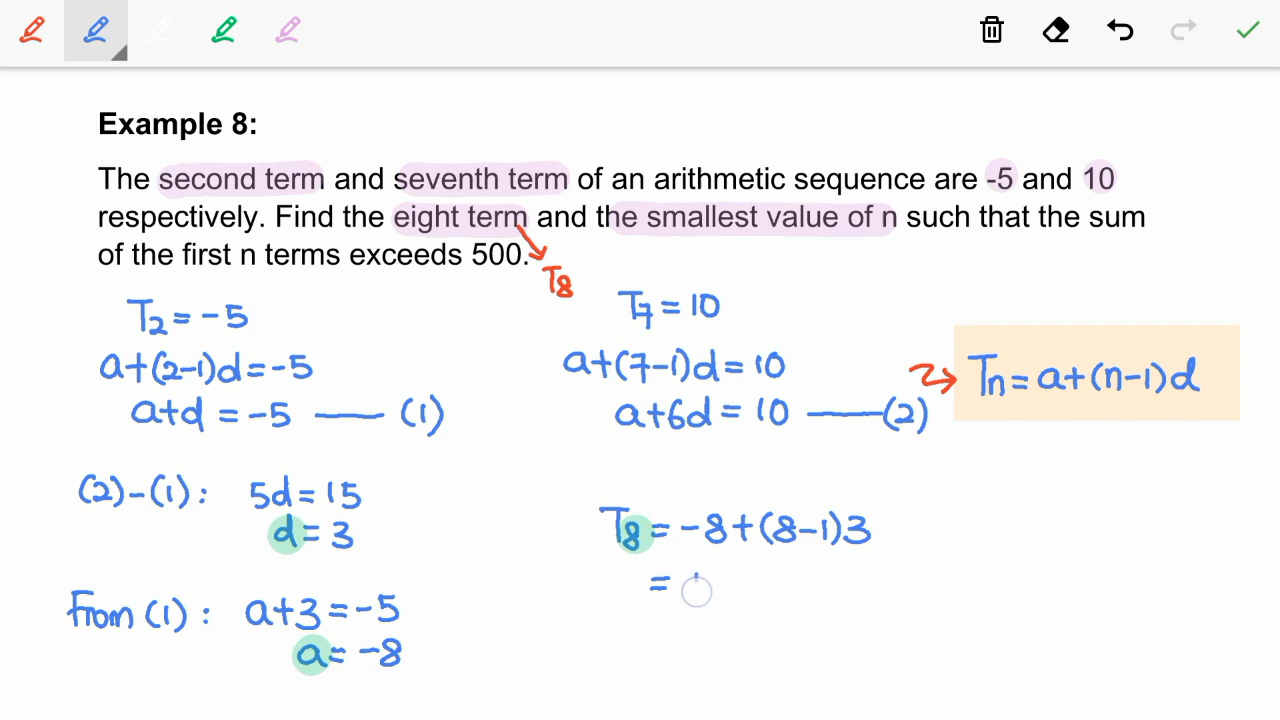 Example 8:
The second term and seventh term of an arithmetic sequence are -5 and 10
respectively. Find the eight term and the smallest value of n such that the sum
of the first n terms exceeds 500.
T8
T2 = -5
a+(2-1)d = -5
a+d = -5 —— (1)
T7 = 10
a+(7-1)d = 10
a+6d = 10 ——(2)
Tn = a+(n-1)d
(2)-(1): 5d = 15
d = 3
From (1): a+3 = -5
a = -8
T8 = -8+(8-1)3
=